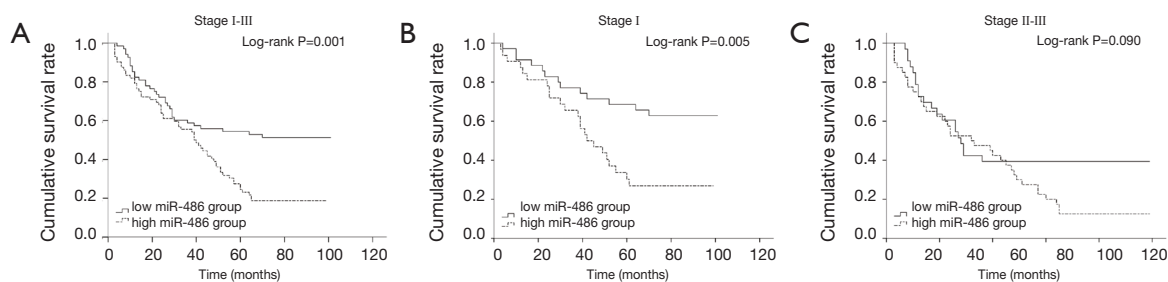 A
Stage I-III
Log-rank P=0.001
Cumulative survival rate
1.0
0.8
0.6
0.4
0.2
0.0
low miR-486 group
high miR-486 group
0 20 40 60 80 100 120
Time (months)
B
Stage I
Log-rank P=0.005
Cumulative survival rate
1.0
0.8
0.6
0.4
0.2
0.0
low miR-486 group
high miR-486 group
0 20 40 60 80 100 120
Time (months)
C
Stage II-III
Log-rank P=0.090
Cumulative survival rate
1.0
0.8
0.6
0.4
0.2
0.0
low miR-486 group
high miR-486 group
0 20 40 60 80 100 120
Time (months)